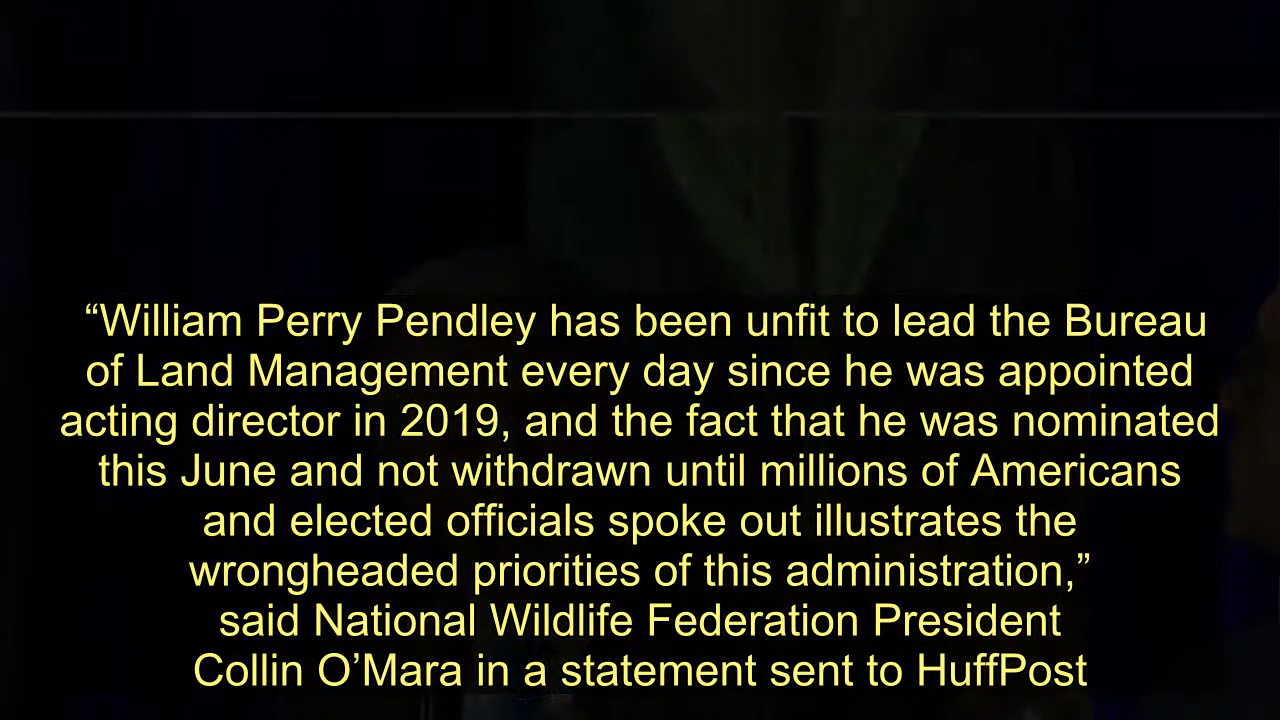 “William Perry Pendley has been unfit to lead the Bureau
of Land Management every day since he was appointed
acting director in 2019, and the fact that he was nominated
this June and not withdrawn until millions of Americans
and elected officials spoke out illustrates the
wrongheaded priorities of this administration,”
said National Wildlife Federation President
Collin O’Mara in a statement sent to HuffPost